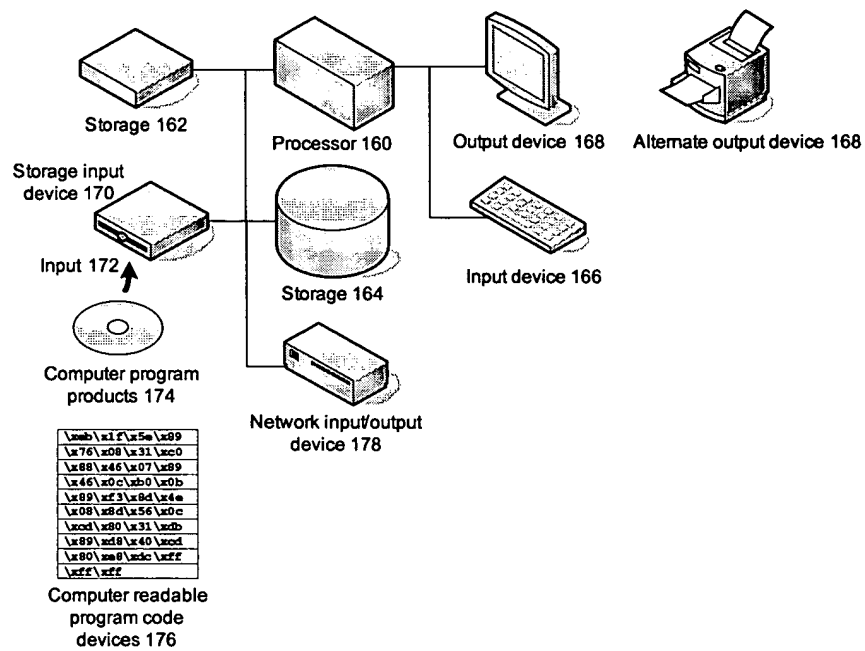 Storage 162
Processor 160
Output device 168
Alternate output device 168
Storage input
device 170
Input 172
Storage 164
Input device 166
Computer program
products 174
Network input/output
device 178
\xeb\x1f\x5e\x89
\x76\x08\x31\xc0
\x88\x46\x07\x89
\x46\x0c\xb0\x0b
\x89\xf3\x8d\x4e
\x08\x8d\x56\x0c
\xcd\x80\x31\xdb
\x89\xd8\x40\xcd
\x80\xe8\xdc\xff
\xff\xff
Computer readable
program code
devices 176